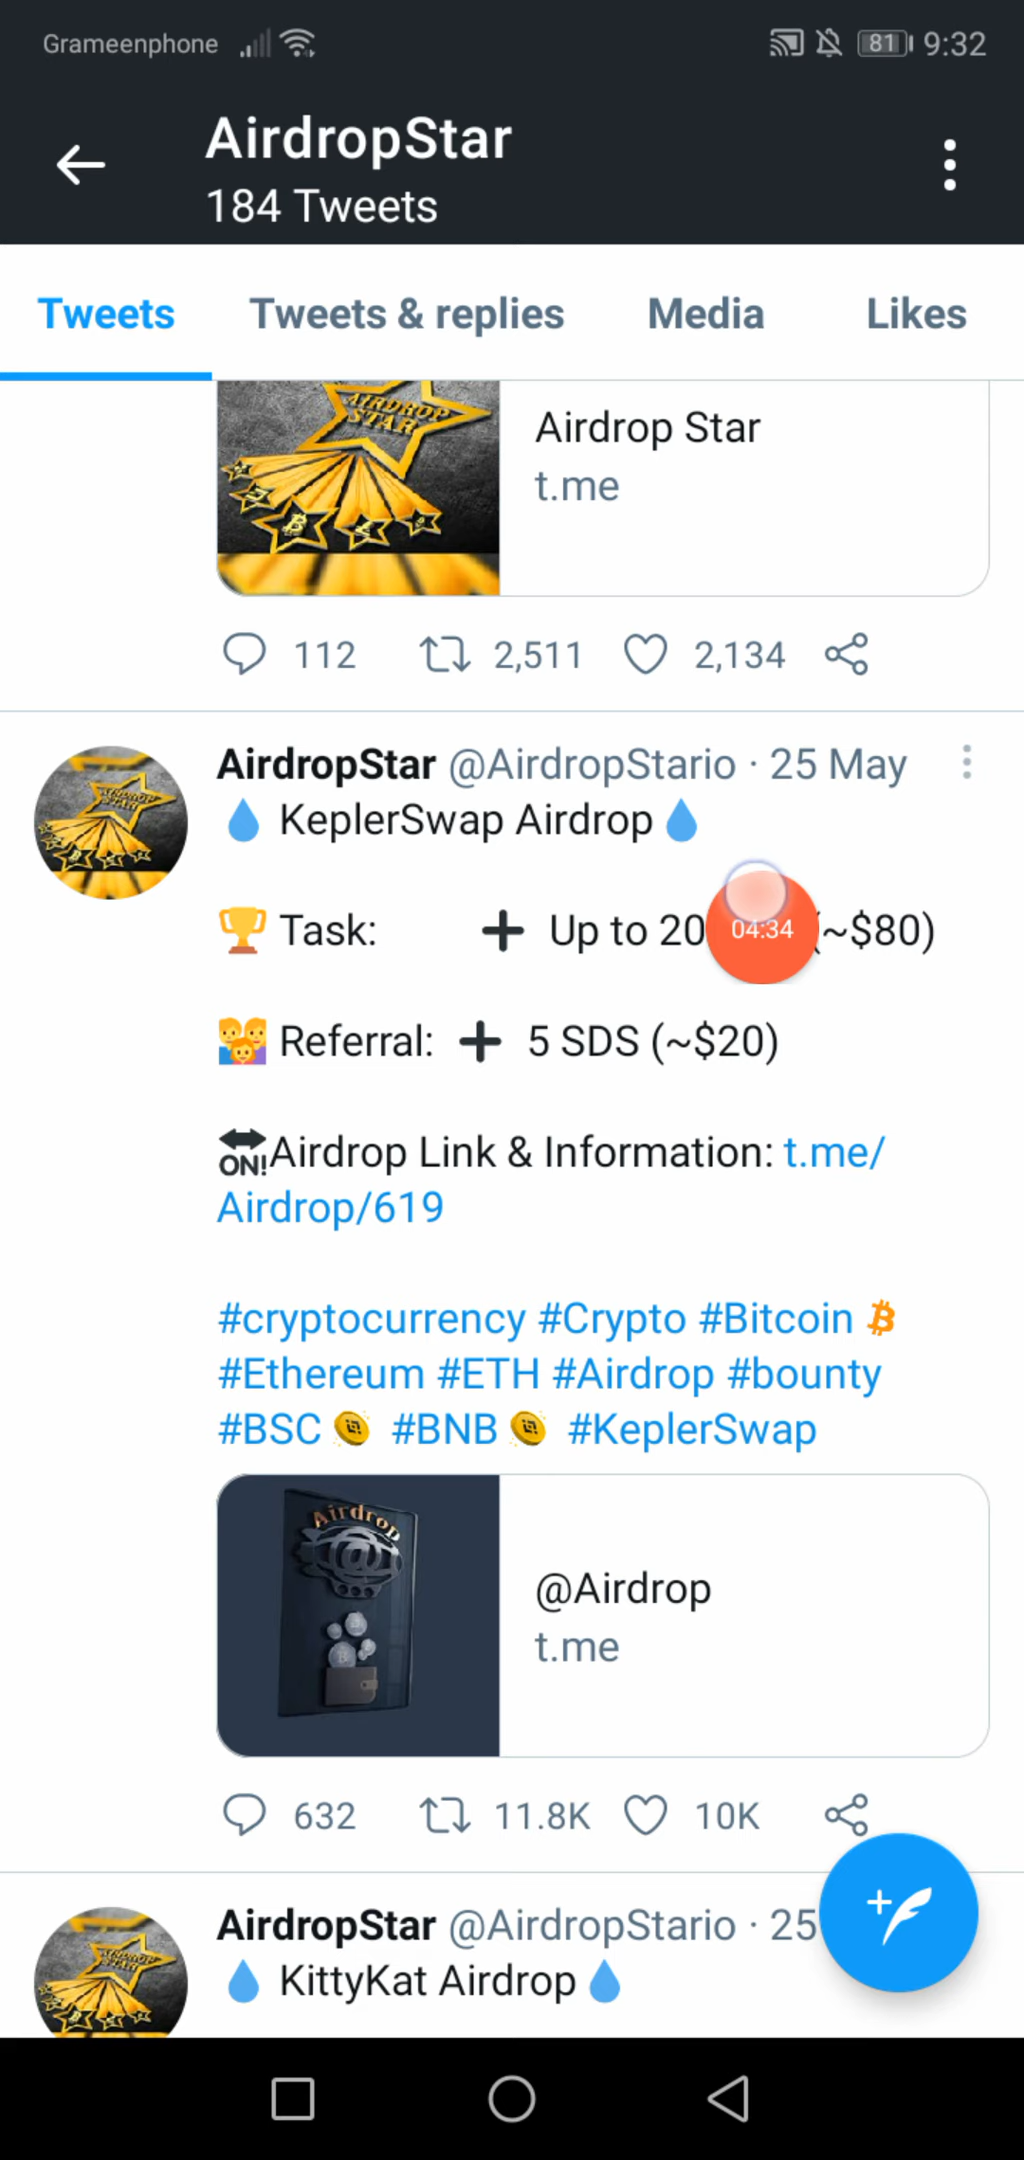 Grameenphone
81 9:32
AirdropStar
184 Tweets
Tweets Tweets & replies Media Likes
AIRDROP
STAR
Airdrop Star
t.me
112 2,511 2,134
AirdropStar @AirdropStario · 25 May
💧 KeplerSwap Airdrop 💧
🏆 Task: ➕ Up to 20 04:34 (~$80)
👨‍👩‍👧 Referral: ➕ 5 SDS (~$20)
🔛Airdrop Link & Information: t.me/
Airdrop/619
#cryptocurrency #Crypto #Bitcoin
#Ethereum #ETH #Airdrop #bounty
#BSC #BNB #KeplerSwap
Airdrop
@Airdrop
t.me
632 11.8K 10K
AirdropStar @AirdropStario · 25
💧 KittyKat Airdrop 💧